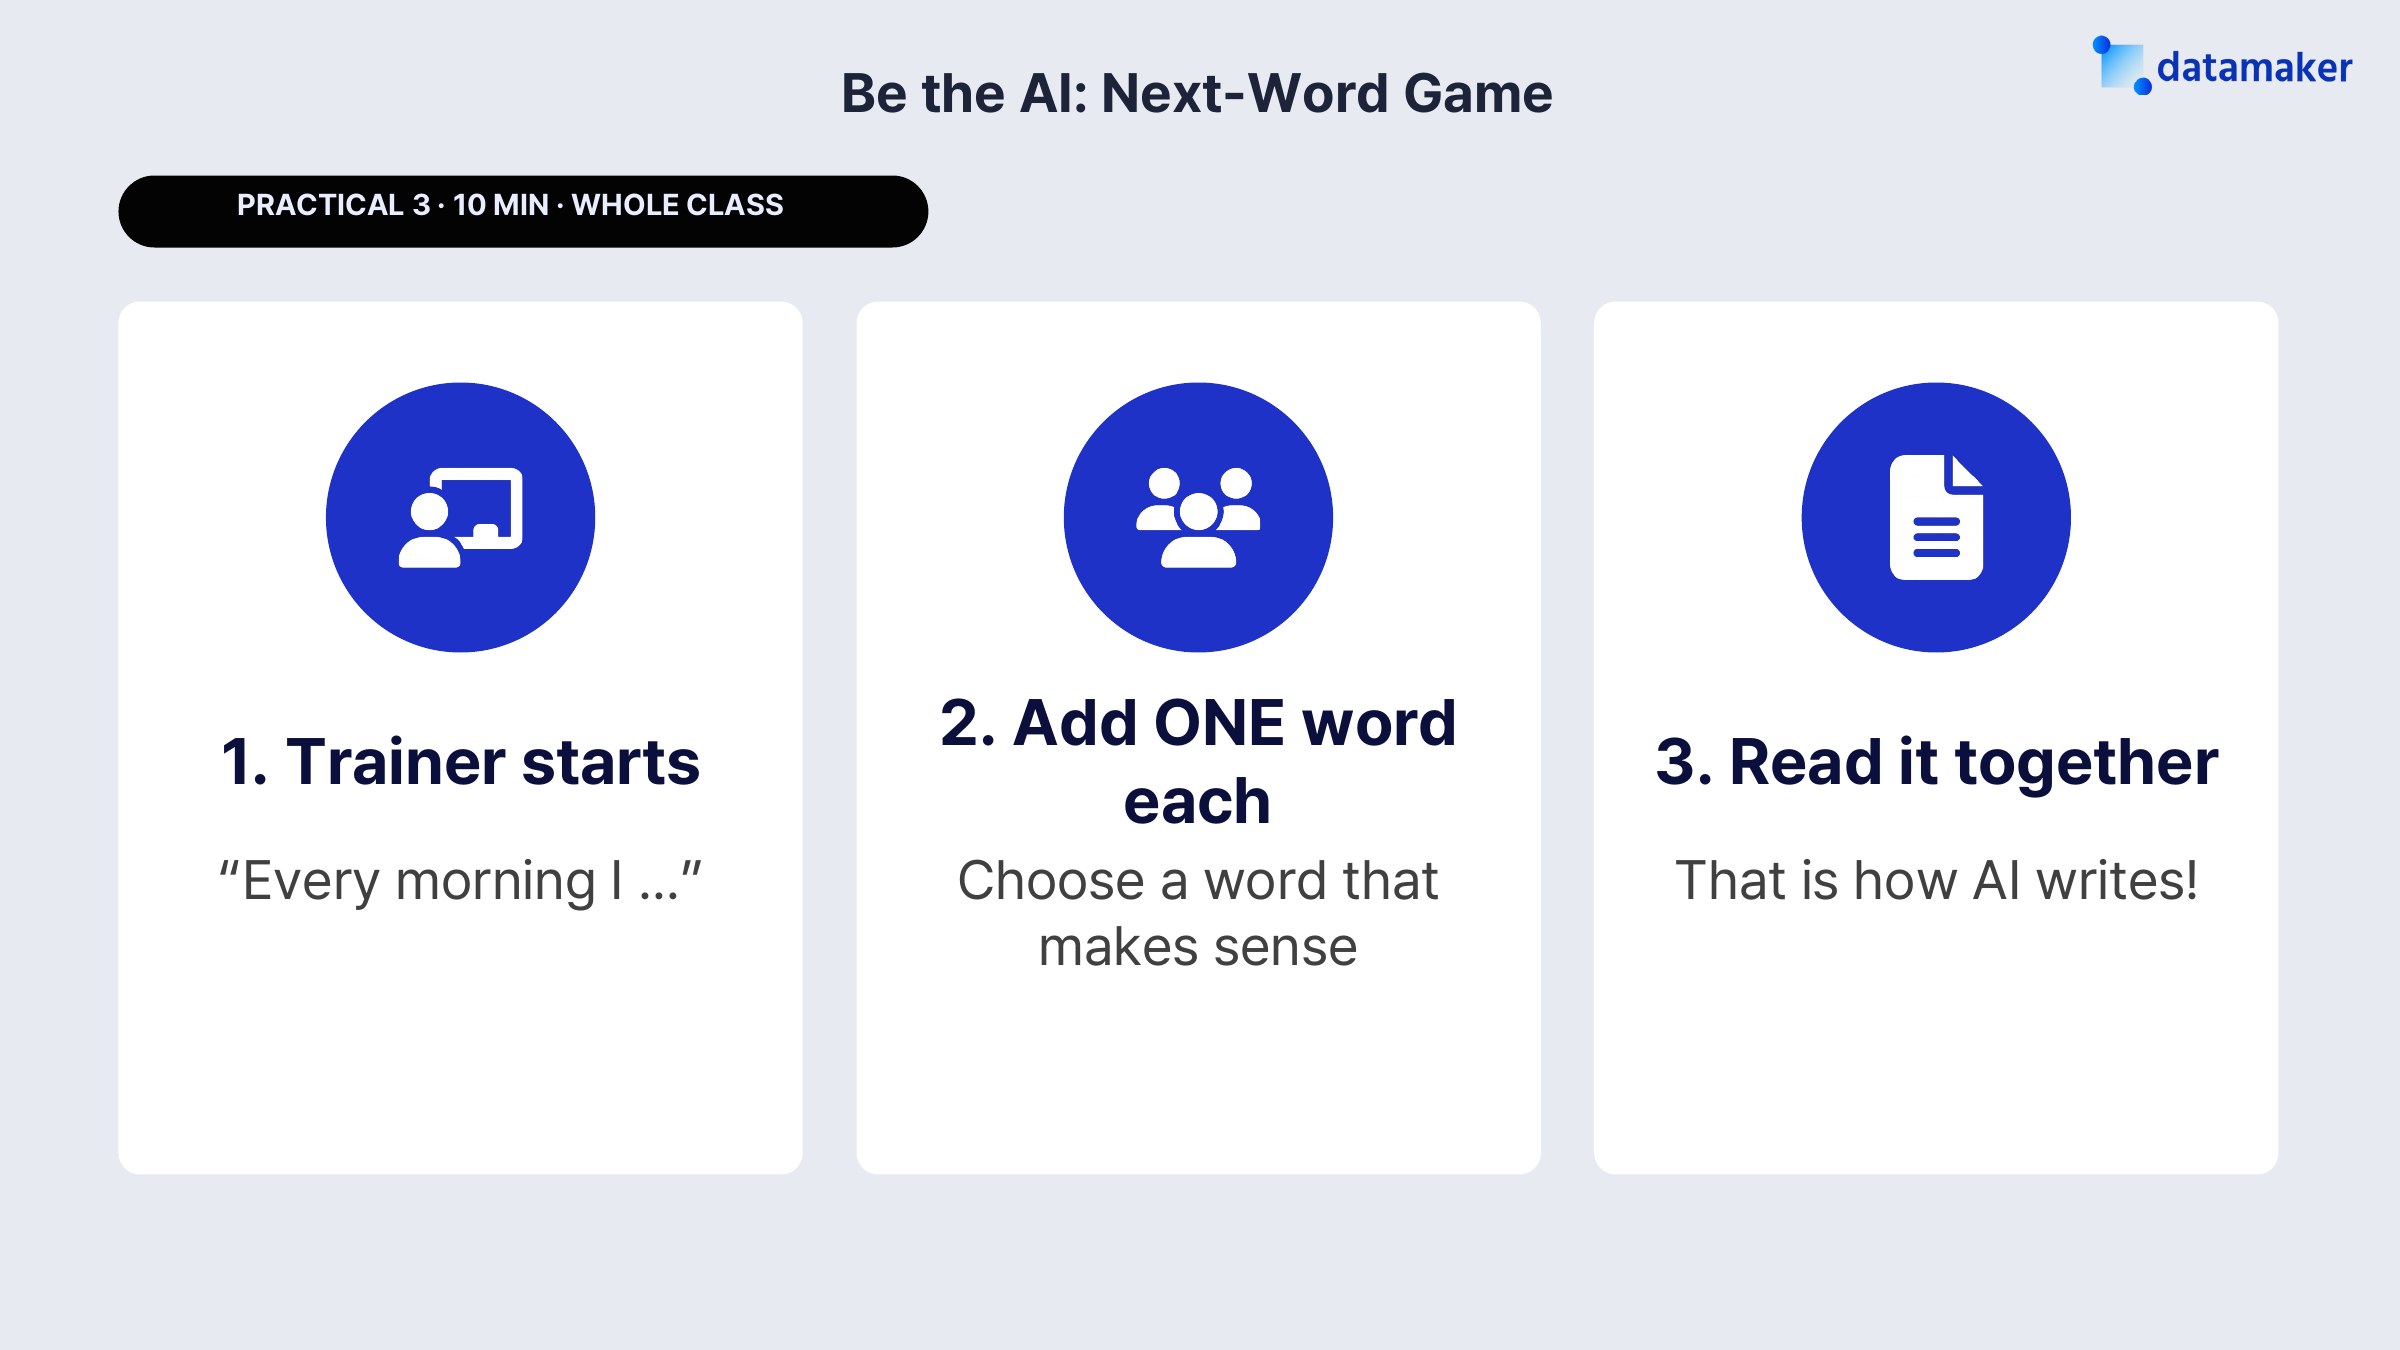 datamaker
Be the AI: Next-Word Game
PRACTICAL 3 · 10 MIN · WHOLE CLASS
1. Trainer starts
“Every morning I ...”
2. Add ONE word
each
Choose a word that
makes sense
3. Read it together
That is how AI writes!